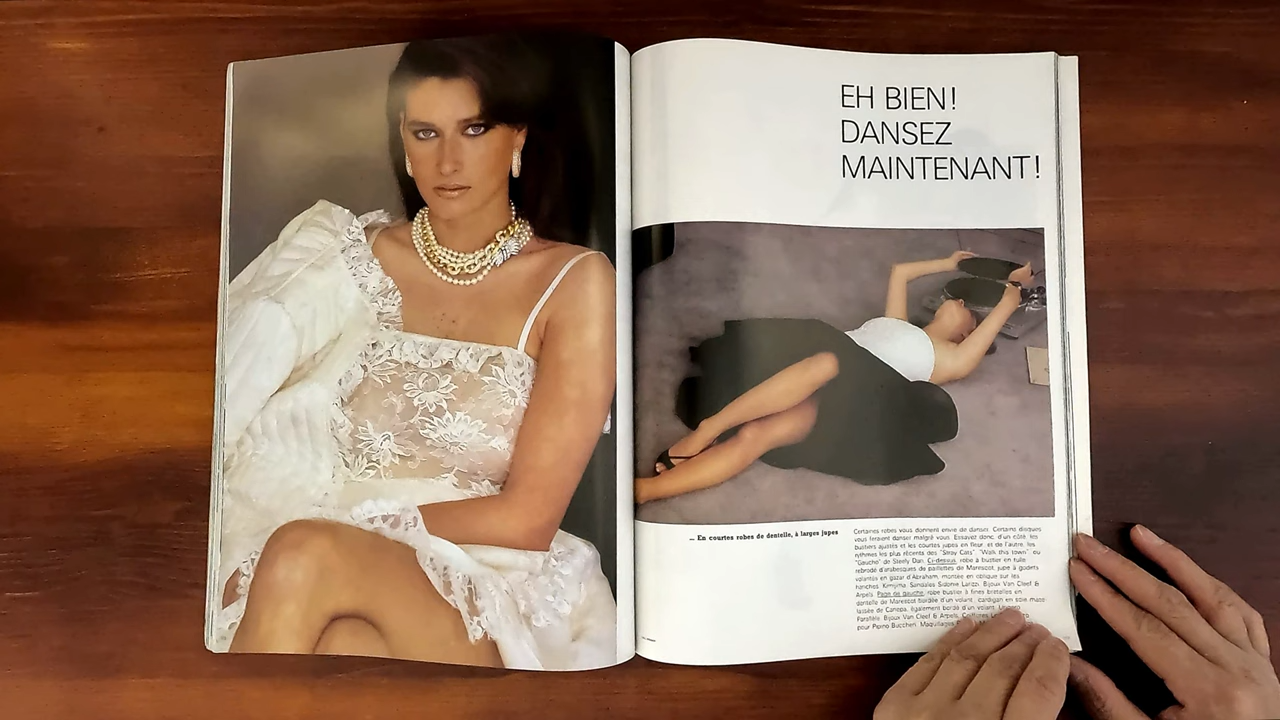 EH BIEN!
DANSEZ
MAINTENANT!
... En courtes robes de dentelle, à larges jupes
Certaines robes vous donnent envie de danser. Certains disques
vous feraient danser malgré vous. Essayez donc, d'un côté, les
bustiers ajustés et les courtes jupes en fleur, et de l'autre, les
rythmes les plus récents des "Stray Cats", "Walk this town", ou
"Gaucho" de Steely Dan. Ci-dessus, robe à bustier en tulle
rebrodé d'arabesques de paillettes de Marescot, jupe à godets
volantés en gazar d'Abraham, montée en oblique sur les
hanches. Kimijima. Sandales Sidonie Larizzi. Bijoux Van Cleef &
Arpels. Page de gauche, robe bustier à fines bretelles en
dentelle de Marescot bordée d'un volant, cardigan en soie
lassée de Canepa, également bordé d'un volant. Ungaro
Parallèle. Bijoux Van Cleef & Arpels. Coiffures
pour Pepino Buccheri. Maquillages